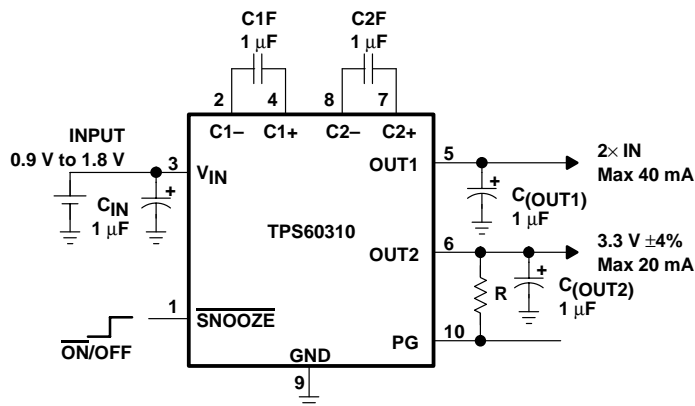 C1F
1 μF
C2F
1 μF
2
4
8
7
C1–
C1+
C2–
C2+
INPUT
0.9 V to 1.8 V
3
VIN
OUT1
5
2× IN
Max 40 mA
+
CIN
1 μF
+
C(OUT1)
1 μF
TPS60310
OUT2
6
3.3 V ±4%
Max 20 mA
R
+
C(OUT2)
1 μF
1
SNOOZE
ON/OFF
PG
10
GND
9